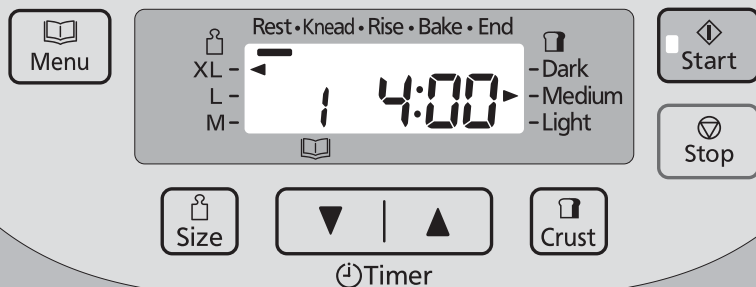 Menu
Rest•Knead•Rise•Bake•End
XL
L
M
1 4:00
Dark
Medium
Light
Start
Stop
Size
Timer
Crust